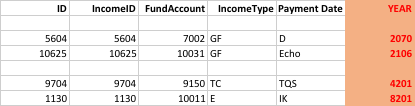 ID IncomeID FundAccount IncomeType Payment Date YEAR
5604 5604 7002 GF D 2070
10625 10625 10031 GF Echo 2106
9704 9704 9150 TC TQS 4201
1130 1130 10011 E IK 8201